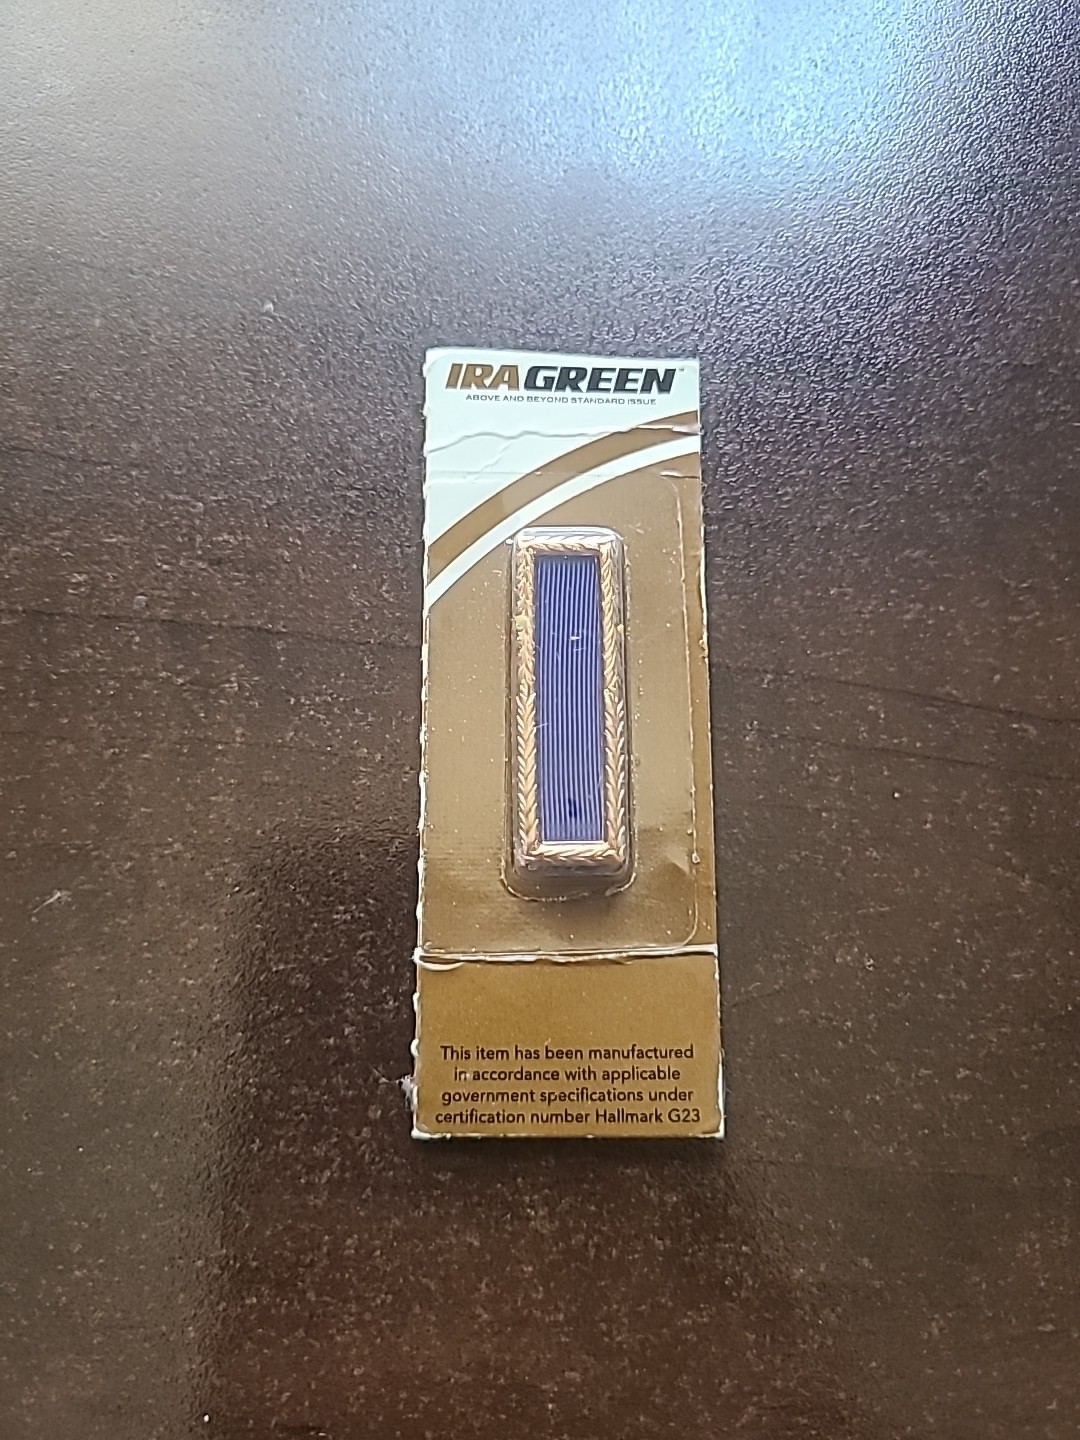 IRAGREEN™
ABOVE AND BEYOND STANDARD ISSUE
This item has been manufactured
in accordance with applicable
government specifications under
certification number Hallmark G23